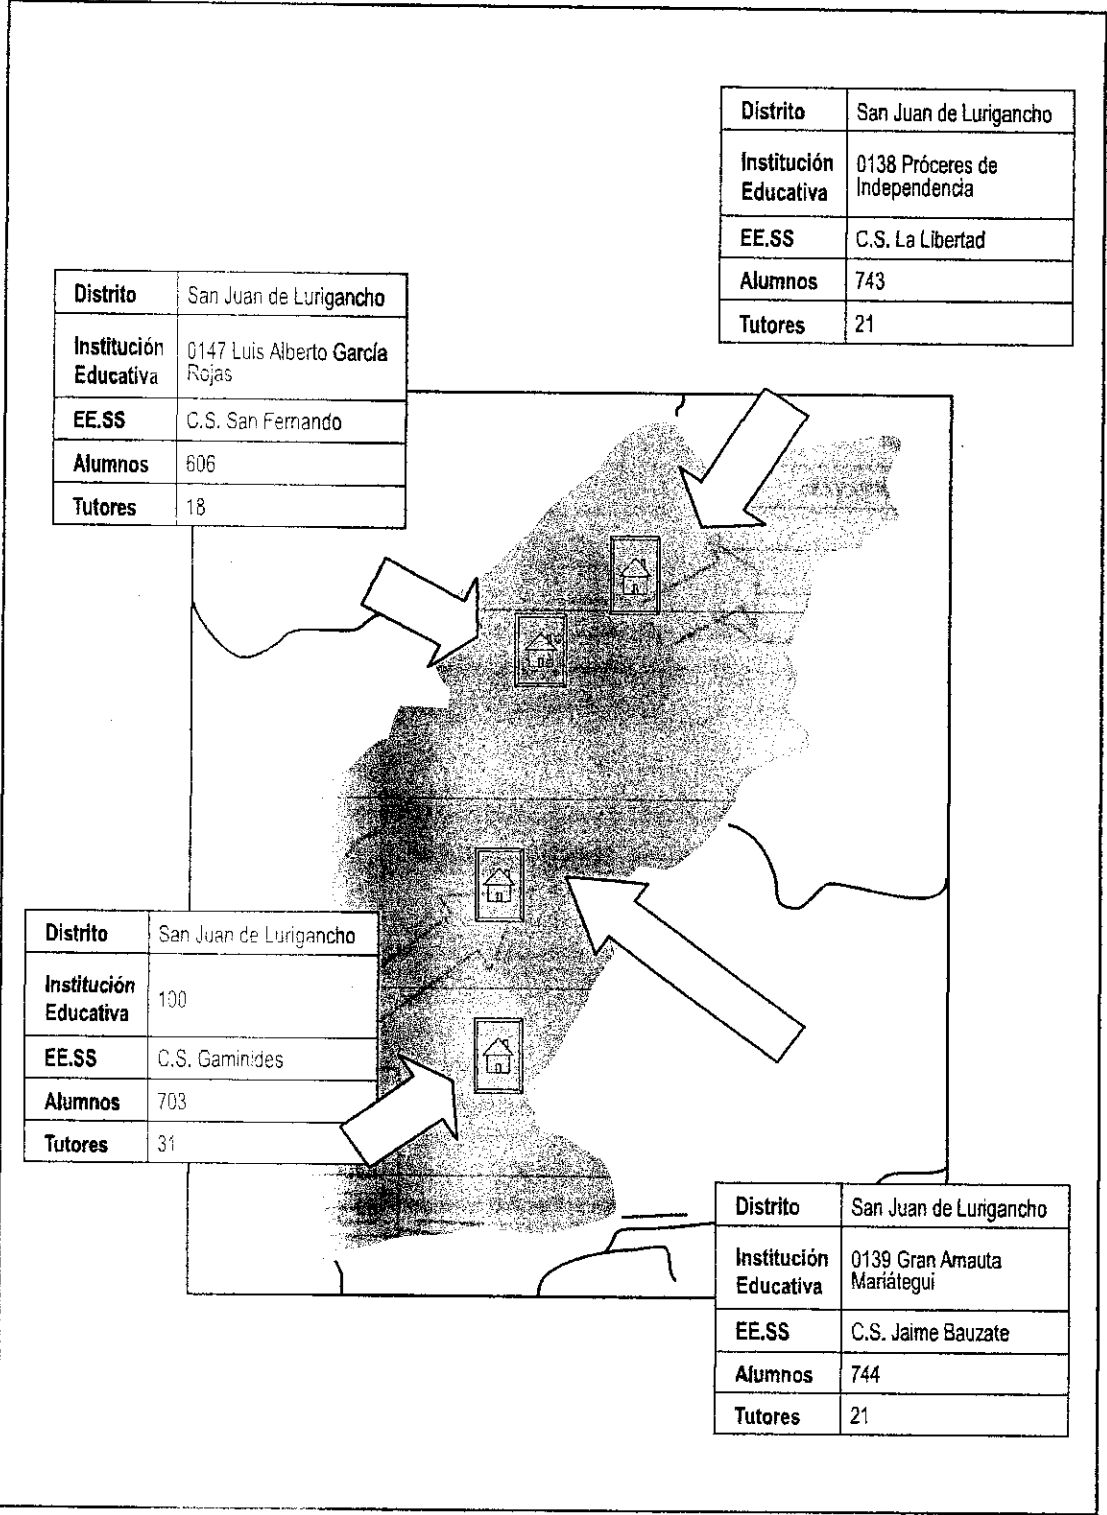 Distrito San Juan de Lurigancho
Institución Educativa 0138 Próceres de Independencia
EE.SS C.S. La Libertad
Alumnos 743
Tutores 21
Distrito San Juan de Lurigancho
Institución Educativa 0147 Luis Alberto García Rojas
EE.SS C.S. San Fernando
Alumnos 606
Tutores 18
Distrito San Juan de Lurigancho
Institución Educativa 100
EE.SS C.S. Gaminides
Alumnos 703
Tutores 31
Distrito San Juan de Lurigancho
Institución Educativa 0139 Gran Amauta Mariátegui
EE.SS C.S. Jaime Bauzate
Alumnos 744
Tutores 21